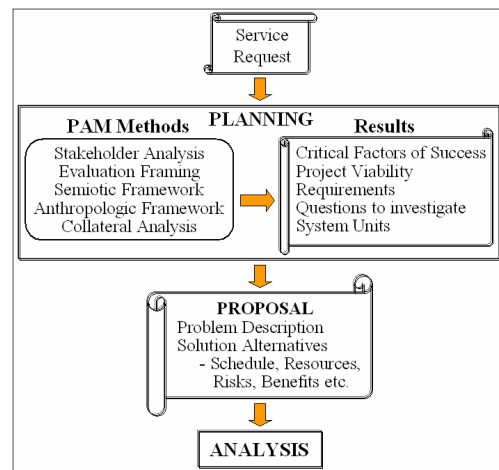 Service
Request
PLANNING
PAM Methods
Stakeholder Analysis
Evaluation Framing
Semiotic Framework
Anthropologic Framework
Collateral Analysis
Results
Critical Factors of Success
Project Viability
Requirements
Questions to investigate
System Units
PROPOSAL
Problem Description
Solution Alternatives
- Schedule, Resources,
Risks, Benefits etc.
ANALYSIS